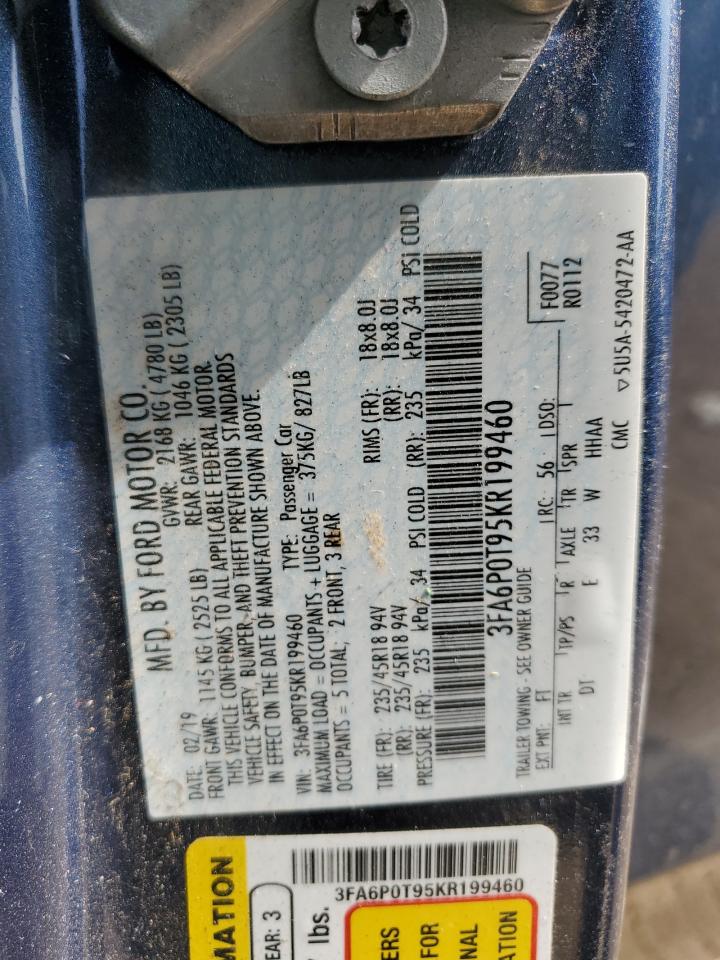 MFD. BY FORD MOTOR CO.
DATE: 02/19 GVWR: 2168 KG ( 4780 LB)
FRONT GAWR: 1145 KG ( 2525 LB) REAR GAWR: 1046 KG ( 2305 LB)
THIS VEHICLE CONFORMS TO ALL APPLICABLE FEDERAL MOTOR
VEHICLE SAFETY, BUMPER, AND THEFT PREVENTION STANDARDS
IN EFFECT ON THE DATE OF MANUFACTURE SHOWN ABOVE.
VIN: 3FA6P0T95KR199460 TYPE: Passenger Car
MAXIMUM LOAD = OCCUPANTS + LUGGAGE = 375KG/ 827LB
OCCUPANTS = 5 TOTAL; 2 FRONT, 3 REAR
TIRE (FR): 235/45R18 94V RIMS (FR): 18x8.0J
(RR): 235/45R18 94V (RR): 18x8.0J
PRESSURE (FR): 235 kPa/ 34 PSI COLD (RR): 235 kPa/ 34 PSI COLD
3FA6P0T95KR199460
TRAILER TOWING - SEE OWNER GUIDE
F0077
EXT PNT: FT RC: 56 DSO: R0112
INT TR TP/PS R AXLE TR SPR
DT E 33 W HHAA
CMC ▽5U5A-5420472-AA
3FA6P0T95KR199460
MATION
EAR: 3
lbs.
ERS
FOR
NAL
ATION